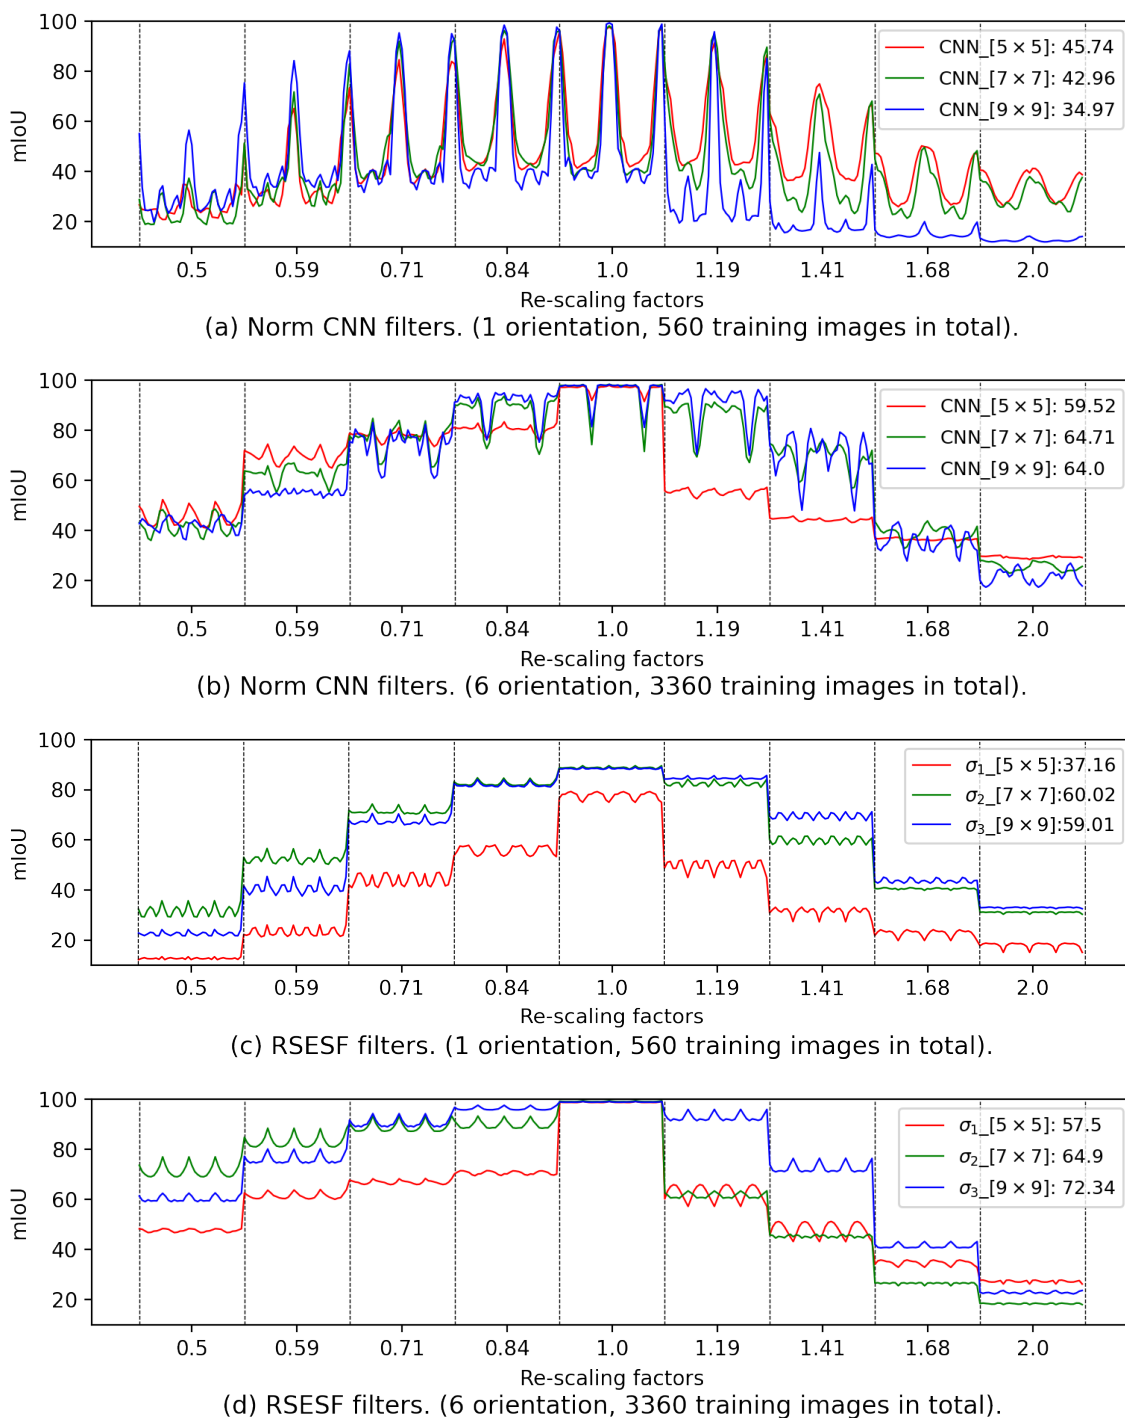 100
80
60
40
20
mIoU
CNN_[5 × 5]: 45.74
CNN_[7 × 7]: 42.96
CNN_[9 × 9]: 34.97
0.5 0.59 0.71 0.84 1.0 1.19 1.41 1.68 2.0
Re-scaling factors
(a) Norm CNN filters. (1 orientation, 560 training images in total).
100
80
60
40
20
mIoU
CNN_[5 × 5]: 59.52
CNN_[7 × 7]: 64.71
CNN_[9 × 9]: 64.0
0.5 0.59 0.71 0.84 1.0 1.19 1.41 1.68 2.0
Re-scaling factors
(b) Norm CNN filters. (6 orientation, 3360 training images in total).
100
80
60
40
20
mIoU
σ₁_[5 × 5]:37.16
σ₂_[7 × 7]:60.02
σ₃_[9 × 9]:59.01
0.5 0.59 0.71 0.84 1.0 1.19 1.41 1.68 2.0
Re-scaling factors
(c) RSESF filters. (1 orientation, 560 training images in total).
100
80
60
40
20
mIoU
σ₁_[5 × 5]: 57.5
σ₂_[7 × 7]: 64.9
σ₃_[9 × 9]: 72.34
0.5 0.59 0.71 0.84 1.0 1.19 1.41 1.68 2.0
Re-scaling factors
(d) RSESF filters. (6 orientation, 3360 training images in total).